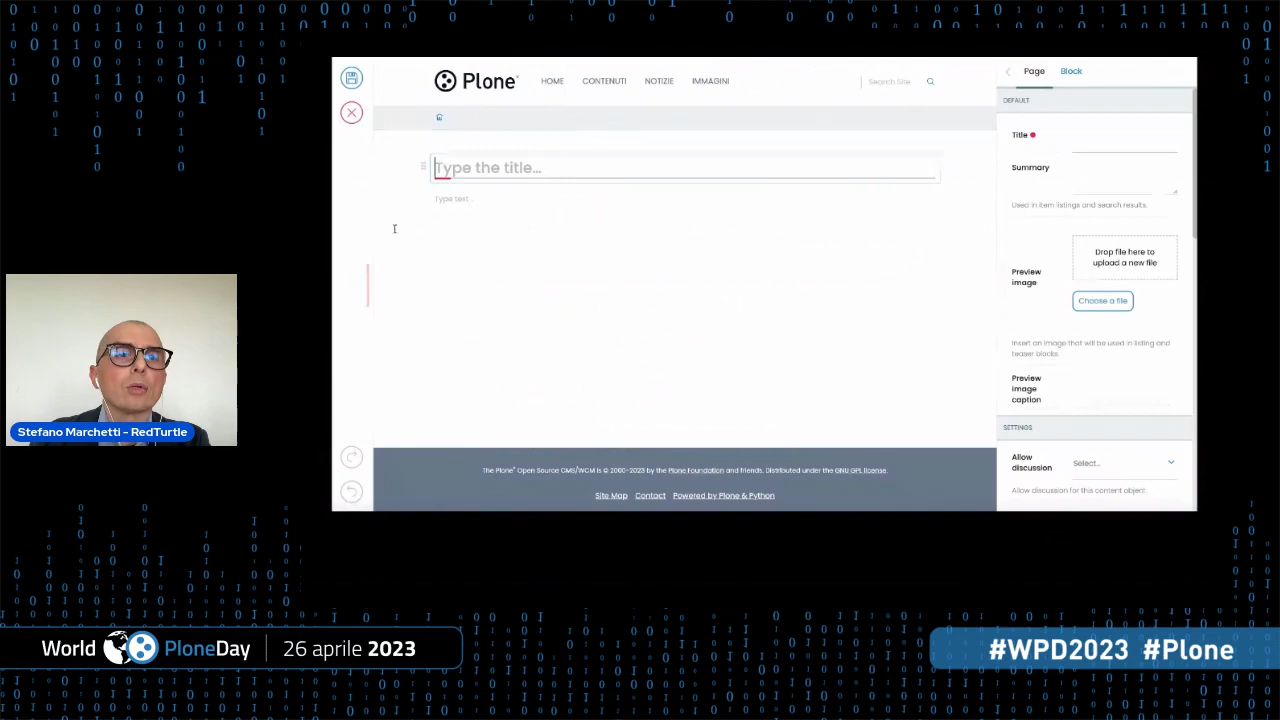 Plone
HOME CONTENUTI NOTIZIE IMMAGINI
Search Site
Page Block
DEFAULT
Type the title...
Type text...
Title
Summary
Used in item listings and search results.
Preview image
Drop file here to
upload a new file
Choose a file
Insert an image that will be used in listing and
teaser blocks.
Preview
image
caption
SETTINGS
Allow
discussion
Select...
Allow discussion for this content object.
The Plone® Open Source CMS/WCM is © 2000-2023 by the Plone Foundation and friends. Distributed under the GNU GPL license.
Site Map Contact Powered by Plone & Python
Stefano Marchetti - RedTurtle
World PloneDay 26 aprile 2023
#WPD2023 #Plone